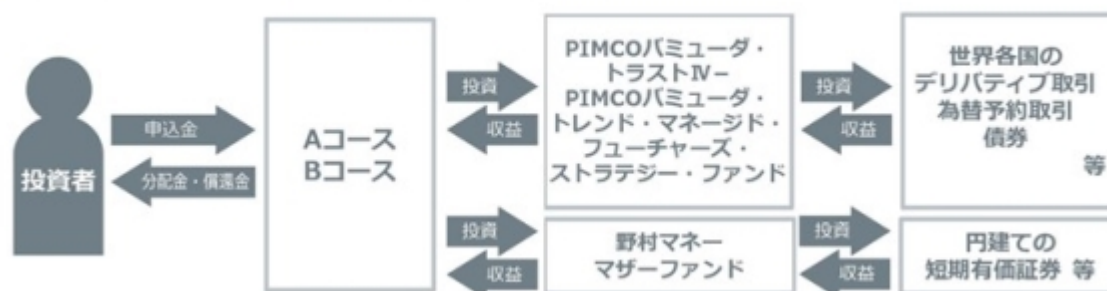 投資者
申込金
分配金・償還金
Aコース
Bコース
投資
収益
PIMCOバミューダ・
トラストⅣ−
PIMCOバミューダ・
トレンド・マネージド・
フューチャーズ・
ストラテジー・ファンド
投資
収益
世界各国の
デリバティブ取引
為替予約取引
債券
等
投資
収益
野村マネー
マザーファンド
投資
収益
円建ての
短期有価証券 等